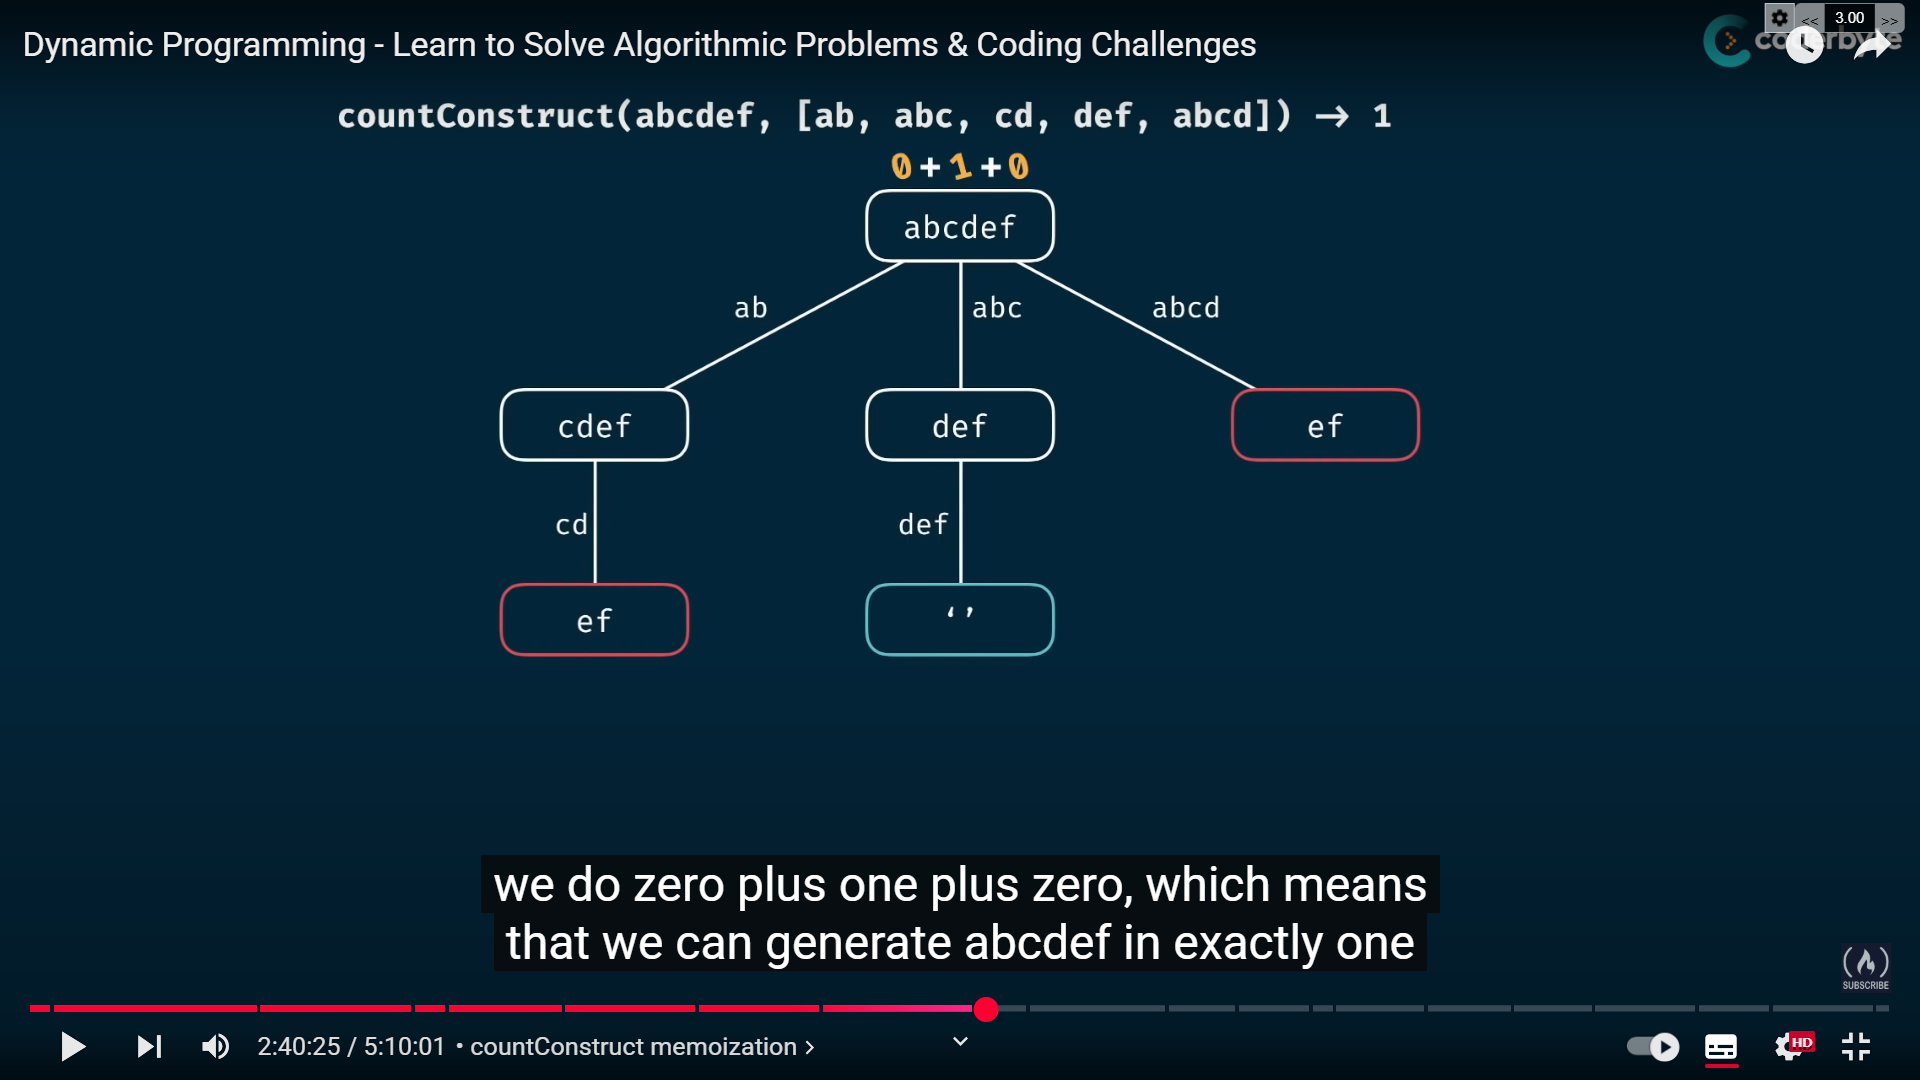 Dynamic Programming - Learn to Solve Algorithmic Problems & Coding Challenges
<< 3.00 >>
coderbyte
countConstruct(abcdef, [ab, abc, cd, def, abcd]) → 1
0 + 1 + 0
abcdef
ab abc abcd
cdef def ef
cd def
ef ‘’
we do zero plus one plus zero, which means
that we can generate abcdef in exactly one
SUBSCRIBE
2:40:25 / 5:10:01 • countConstruct memoization >
HD